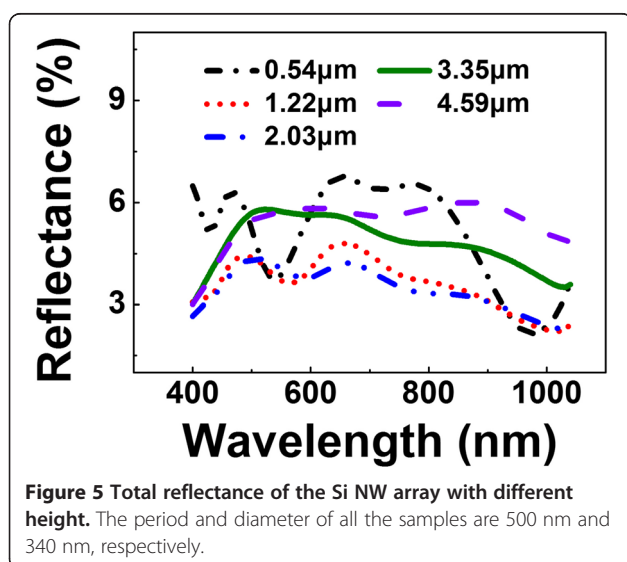 Reflectance (%)
9
6
3
0.54µm
1.22µm
2.03µm
3.35µm
4.59µm
400 600 800 1000
Wavelength (nm)
Figure 5 Total reflectance of the Si NW array with different
height. The period and diameter of all the samples are 500 nm and
340 nm, respectively.